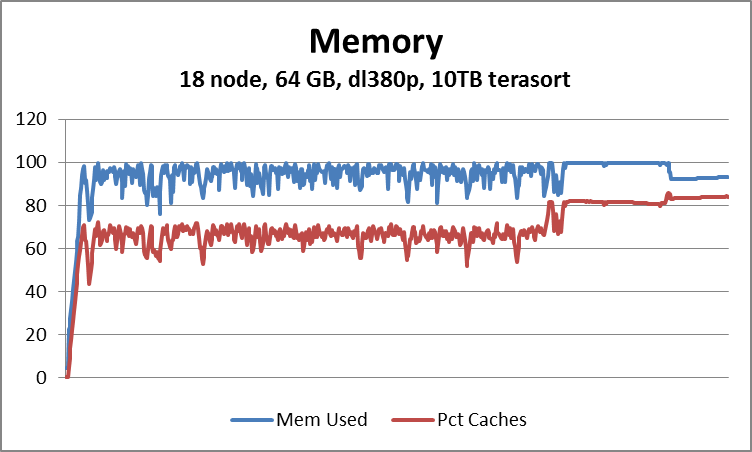 Memory
18 node, 64 GB, dl380p, 10TB terasort
120
100
80
60
40
20
0
Mem Used Pct Caches